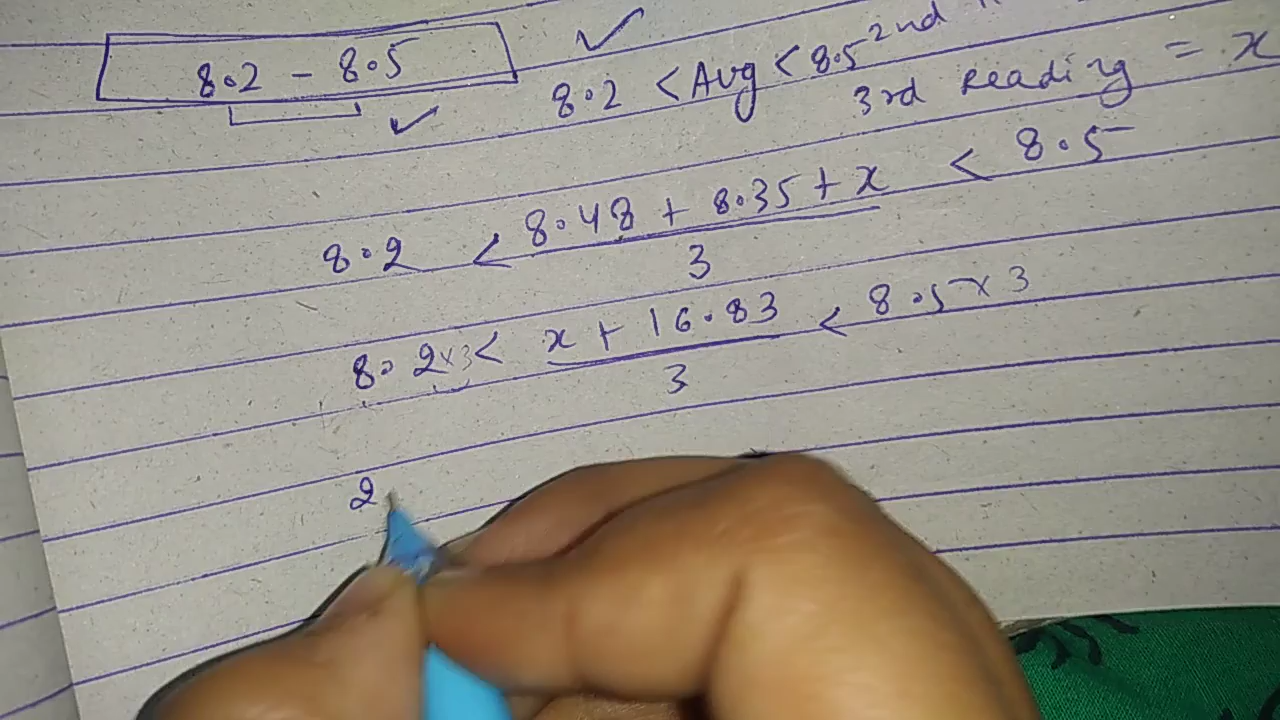 8.2 - 8.5 ✓
✓
8.2 < Avg < 8.5 2nd
3rd reading = x
8.2 < 8.48 + 8.35 + x < 8.5
3
8.2 × 3 < x + 16.83 < 8.5 × 3
3
2